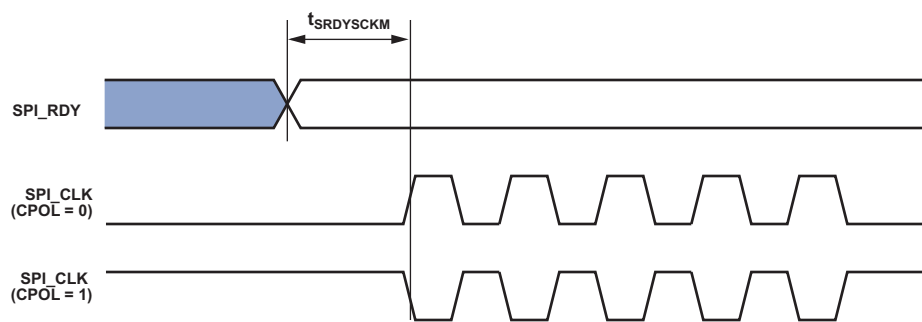 tSRDYSCKM
SPI_RDY
SPI_CLK
(CPOL = 0)
SPI_CLK
(CPOL = 1)